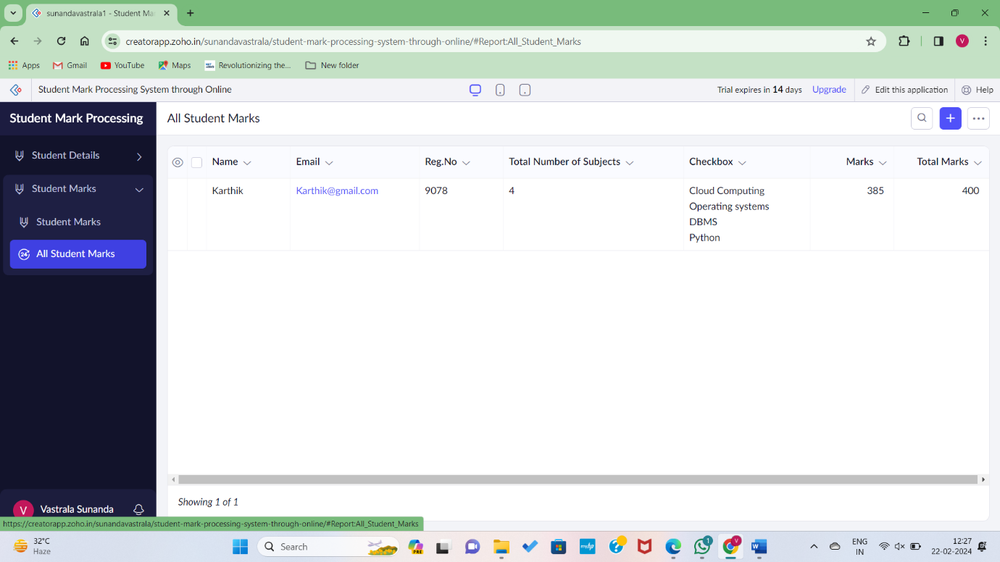 sunandavastrala1 - Student Ma
creatorapp.zoho.in/sunandavastrala/student-mark-processing-system-through-online/#Report:All_Student_Marks
V
Apps Gmail YouTube Maps Revolutionizing the... New folder
Student Mark Processing System through Online Trial expires in 14 days Upgrade Edit this application Help
Student Mark Processing All Student Marks
Student Details
Student Marks
Student Marks
24
All Student Marks
Name Email Reg.No Total Number of Subjects Checkbox Marks Total Marks
Karthik Karthik@gmail.com 9078 4 Cloud Computing 385 400
Operating systems
DBMS
Python
Showing 1 of 1
V Vastrala Sunanda
https://creatorapp.zoho.in/sunandavastrala/student-mark-processing-system-through-online/#Report:All_Student_Marks
32°C
Haze
Search
PRE
myhp
?
1
V
W
ENG
IN
12:27
22-02-2024